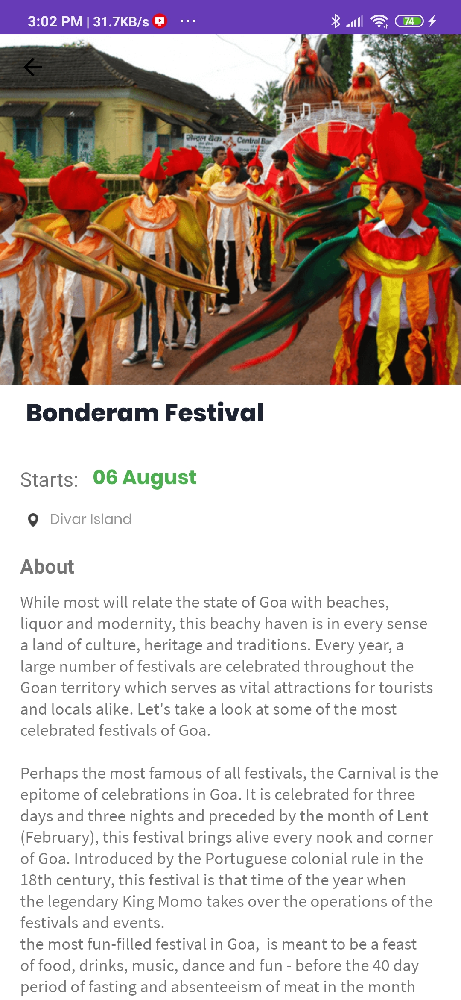 3:02 PM | 31.7KB/s ...
74
सेन्ट्रल बैंक Central Ban
Bonderam Festival
Starts: 06 August
Divar Island
About
While most will relate the state of Goa with beaches,
liquor and modernity, this beachy haven is in every sense
a land of culture, heritage and traditions. Every year, a
large number of festivals are celebrated throughout the
Goan territory which serves as vital attractions for tourists
and locals alike. Let's take a look at some of the most
celebrated festivals of Goa.
Perhaps the most famous of all festivals, the Carnival is the
epitome of celebrations in Goa. It is celebrated for three
days and three nights and preceded by the month of Lent
(February), this festival brings alive every nook and corner
of Goa. Introduced by the Portuguese colonial rule in the
18th century, this festival is that time of the year when
the legendary King Momo takes over the operations of the
festivals and events.
the most fun-filled festival in Goa,  is meant to be a feast
of food, drinks, music, dance and fun - before the 40 day
period of fasting and absenteeism of meat in the month